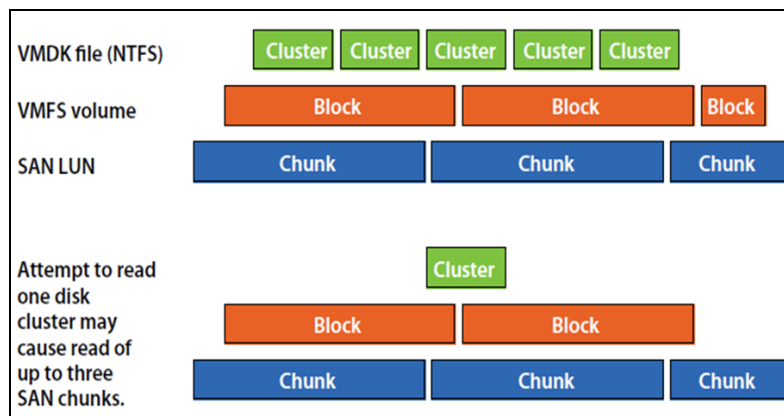 VMDK file (NTFS) Cluster Cluster Cluster Cluster Cluster
VMFS volume Block Block Block
SAN LUN Chunk Chunk Chunk
Attempt to read
one disk
cluster may
cause read of
up to three
SAN chunks.
Cluster
Block Block
Chunk Chunk Chunk